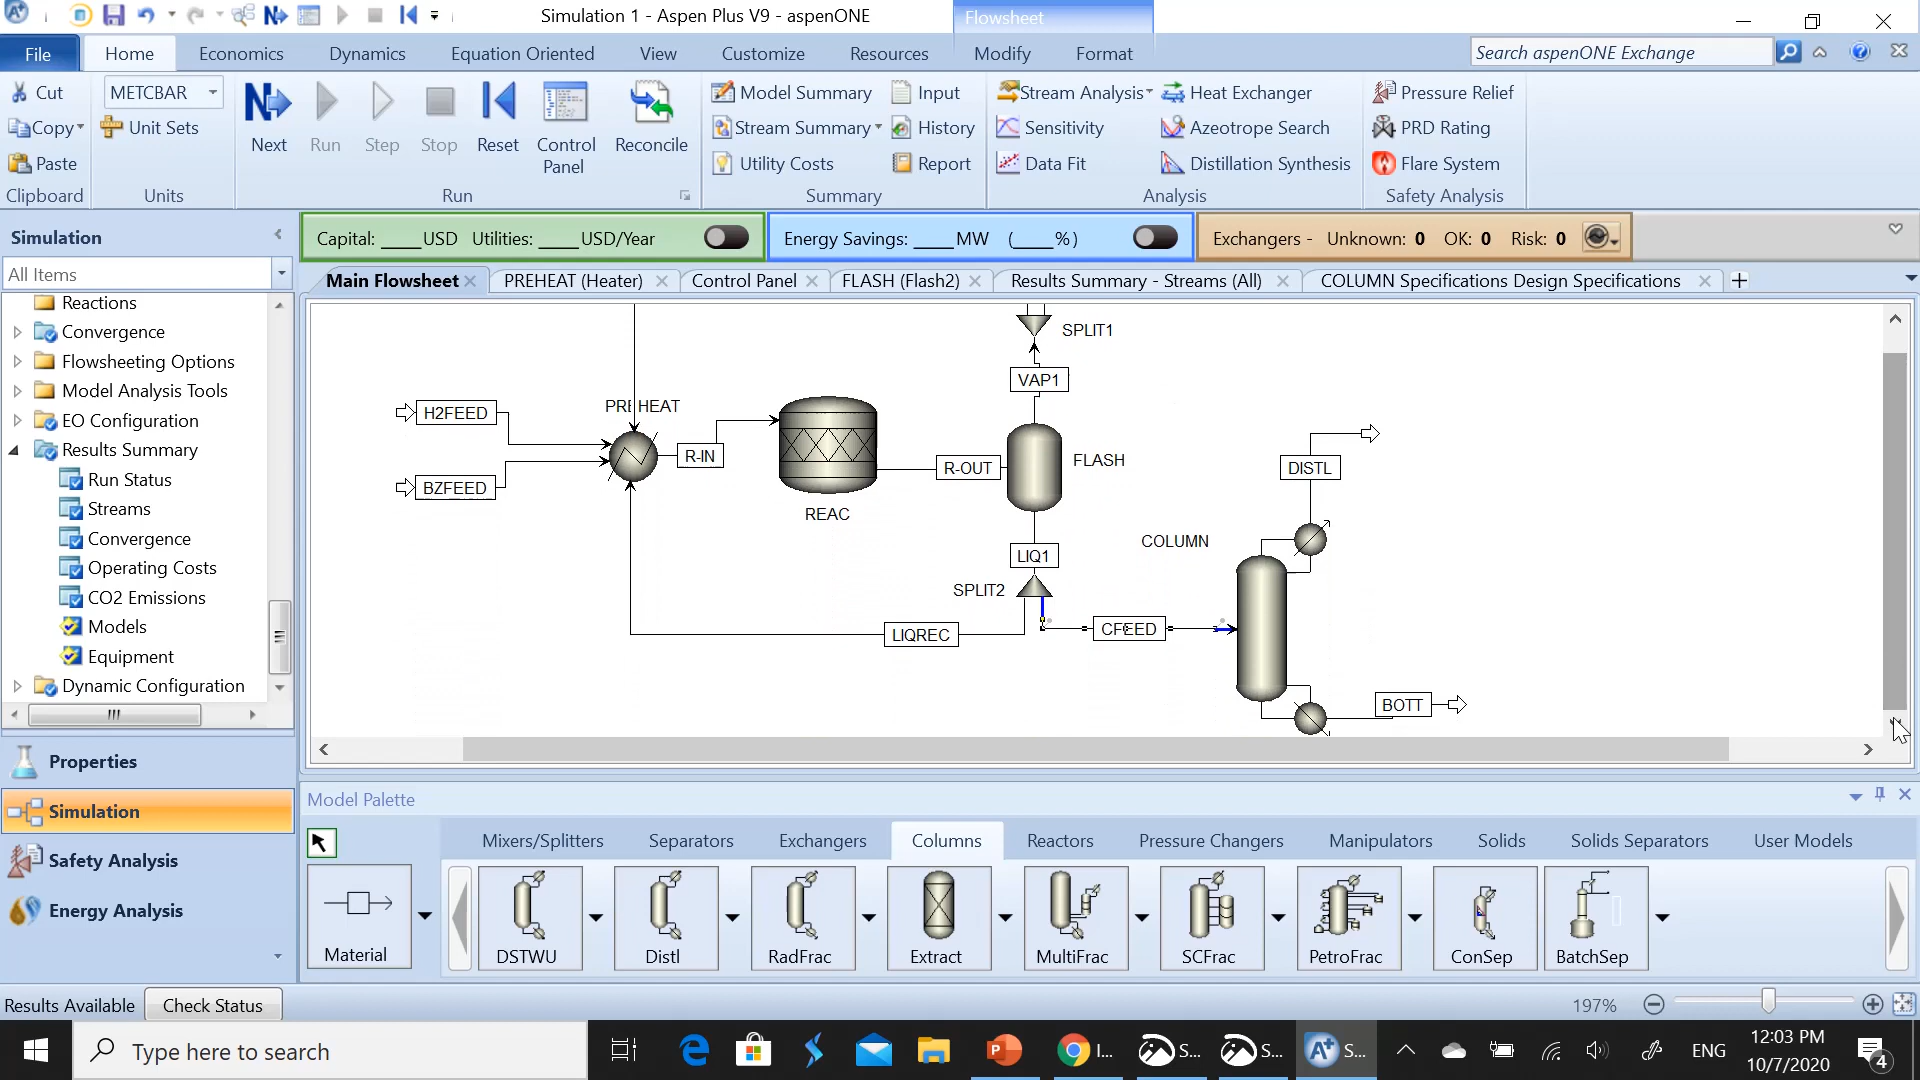 Simulation 1 - Aspen Plus V9 - aspenONE
Flowsheet
File
Home
Economics
Dynamics
Equation Oriented
View
Customize
Resources
Modify
Format
Search aspenONE Exchange
Cut
Copy
Paste
Clipboard
METCBAR
Unit Sets
Units
Next
Run
Step
Stop
Reset
Control
Panel
Reconcile
Run
Model Summary
Stream Summary
Utility Costs
Input
History
Report
Summary
Stream Analysis
Sensitivity
Data Fit
Heat Exchanger
Azeotrope Search
Distillation Synthesis
Analysis
Pressure Relief
PRD Rating
Flare System
Safety Analysis
Capital: ____USD Utilities: ____USD/Year
Energy Savings: ____MW (____%)
Exchangers - Unknown: 0 OK: 0 Risk: 0
Simulation
All Items
Reactions
Convergence
Flowsheeting Options
Model Analysis Tools
EO Configuration
Results Summary
Run Status
Streams
Convergence
Operating Costs
CO2 Emissions
Models
Equipment
Dynamic Configuration
Properties
Simulation
Safety Analysis
Energy Analysis
Main Flowsheet
PREHEAT (Heater)
Control Panel
FLASH (Flash2)
Results Summary - Streams (All)
COLUMN Specifications Design Specifications
SPLIT1
VAP1
H2FEED
PREHEAT
R-IN
BZFEED
REAC
R-OUT
FLASH
DISTL
COLUMN
LIQ1
SPLIT2
LIQREC
CFEED
BOTT
Model Palette
Mixers/Splitters
Separators
Exchangers
Columns
Reactors
Pressure Changers
Manipulators
Solids
Solids Separators
User Models
Material
DSTWU
Distl
RadFrac
Extract
MultiFrac
SCFrac
PetroFrac
ConSep
BatchSep
Results Available
Check Status
197%
Type here to search
I...
S...
S...
S...
ENG
12:03 PM
10/7/2020
4